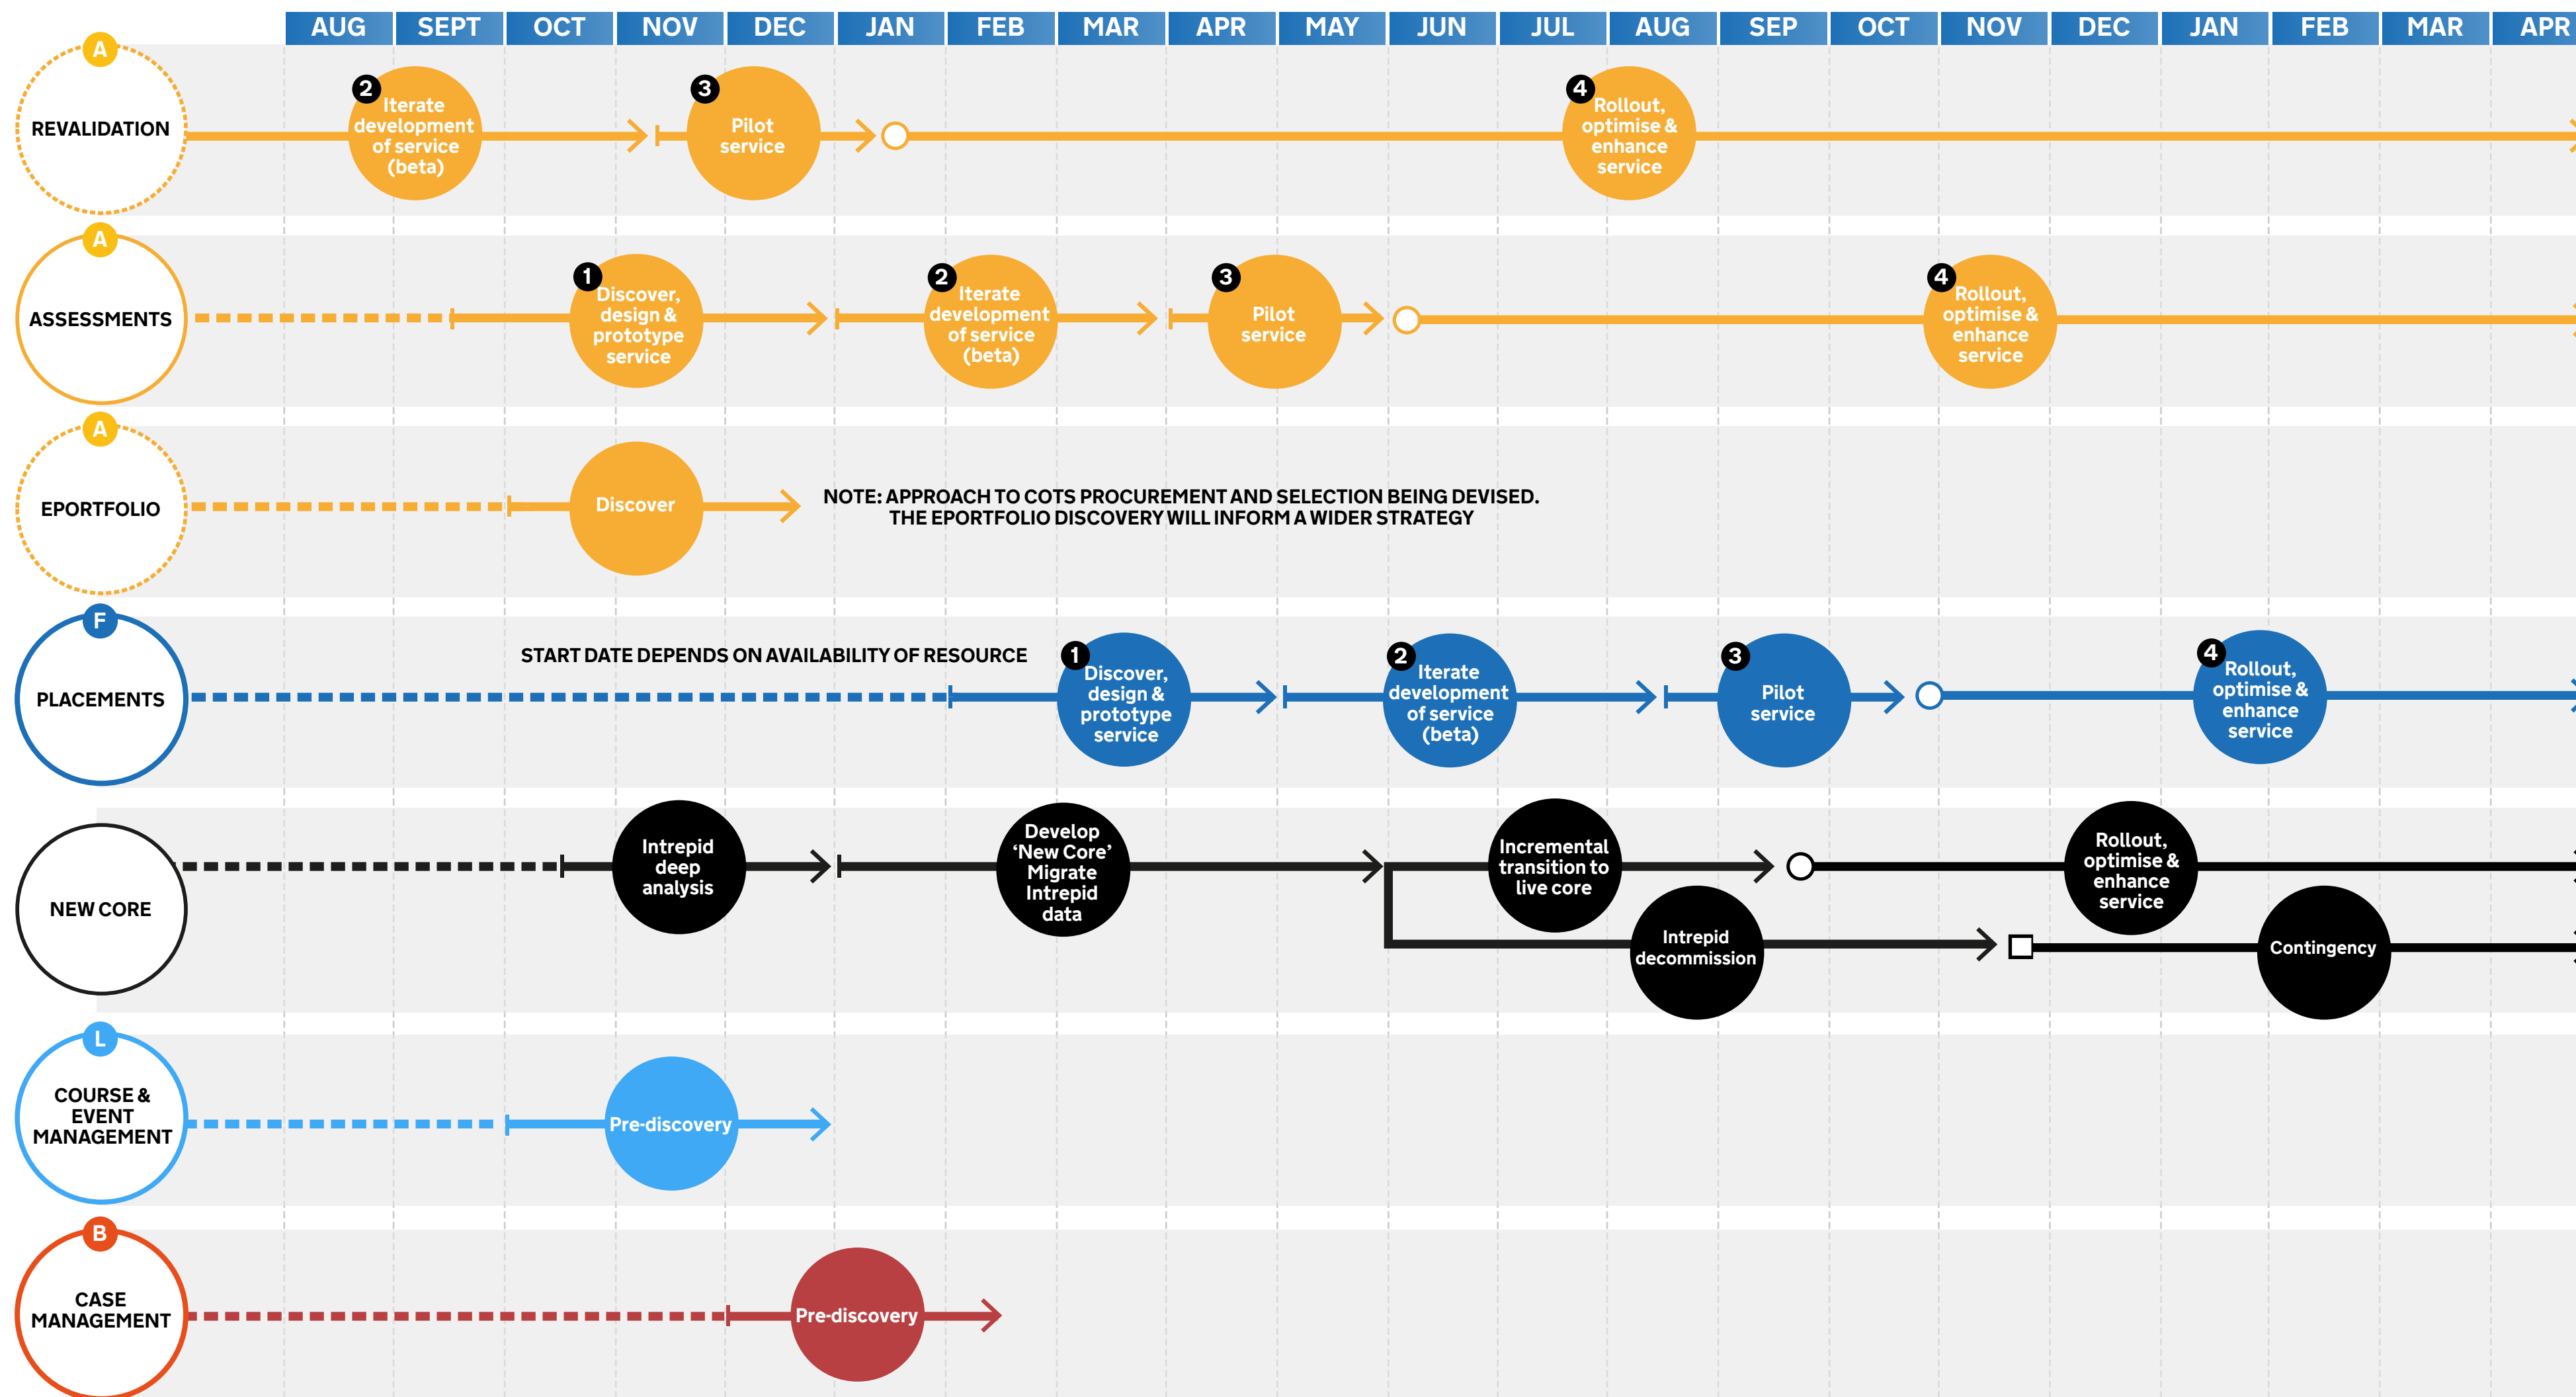 AUG SEPT OCT NOV DEC JAN FEB MAR APR MAY JUN JUL AUG SEP OCT NOV DEC JAN FEB MAR APR
A
REVALIDATION
2
Iterate
development
of service
(beta)
3
Pilot
service
4
Rollout,
optimise &
enhance
service
A
ASSESSMENTS
1
Discover,
design &
prototype
service
2
Iterate
development
of service
(beta)
3
Pilot
service
4
Rollout,
optimise &
enhance
service
A
EPORTFOLIO
Discover
NOTE: APPROACH TO COTS PROCUREMENT AND SELECTION BEING DEVISED.
THE EPORTFOLIO DISCOVERY WILL INFORM A WIDER STRATEGY
F
PLACEMENTS
START DATE DEPENDS ON AVAILABILITY OF RESOURCE
1
Discover,
design &
prototype
service
2
Iterate
development
of service
(beta)
3
Pilot
service
4
Rollout,
optimise &
enhance
service
NEW CORE
Intrepid
deep
analysis
Develop
‘New Core’
Migrate
Intrepid
data
Incremental
transition to
live core
Intrepid
decommission
Rollout,
optimise &
enhance
service
Contingency
L
COURSE &
EVENT
MANAGEMENT
Pre-discovery
B
CASE
MANAGEMENT
Pre-discovery